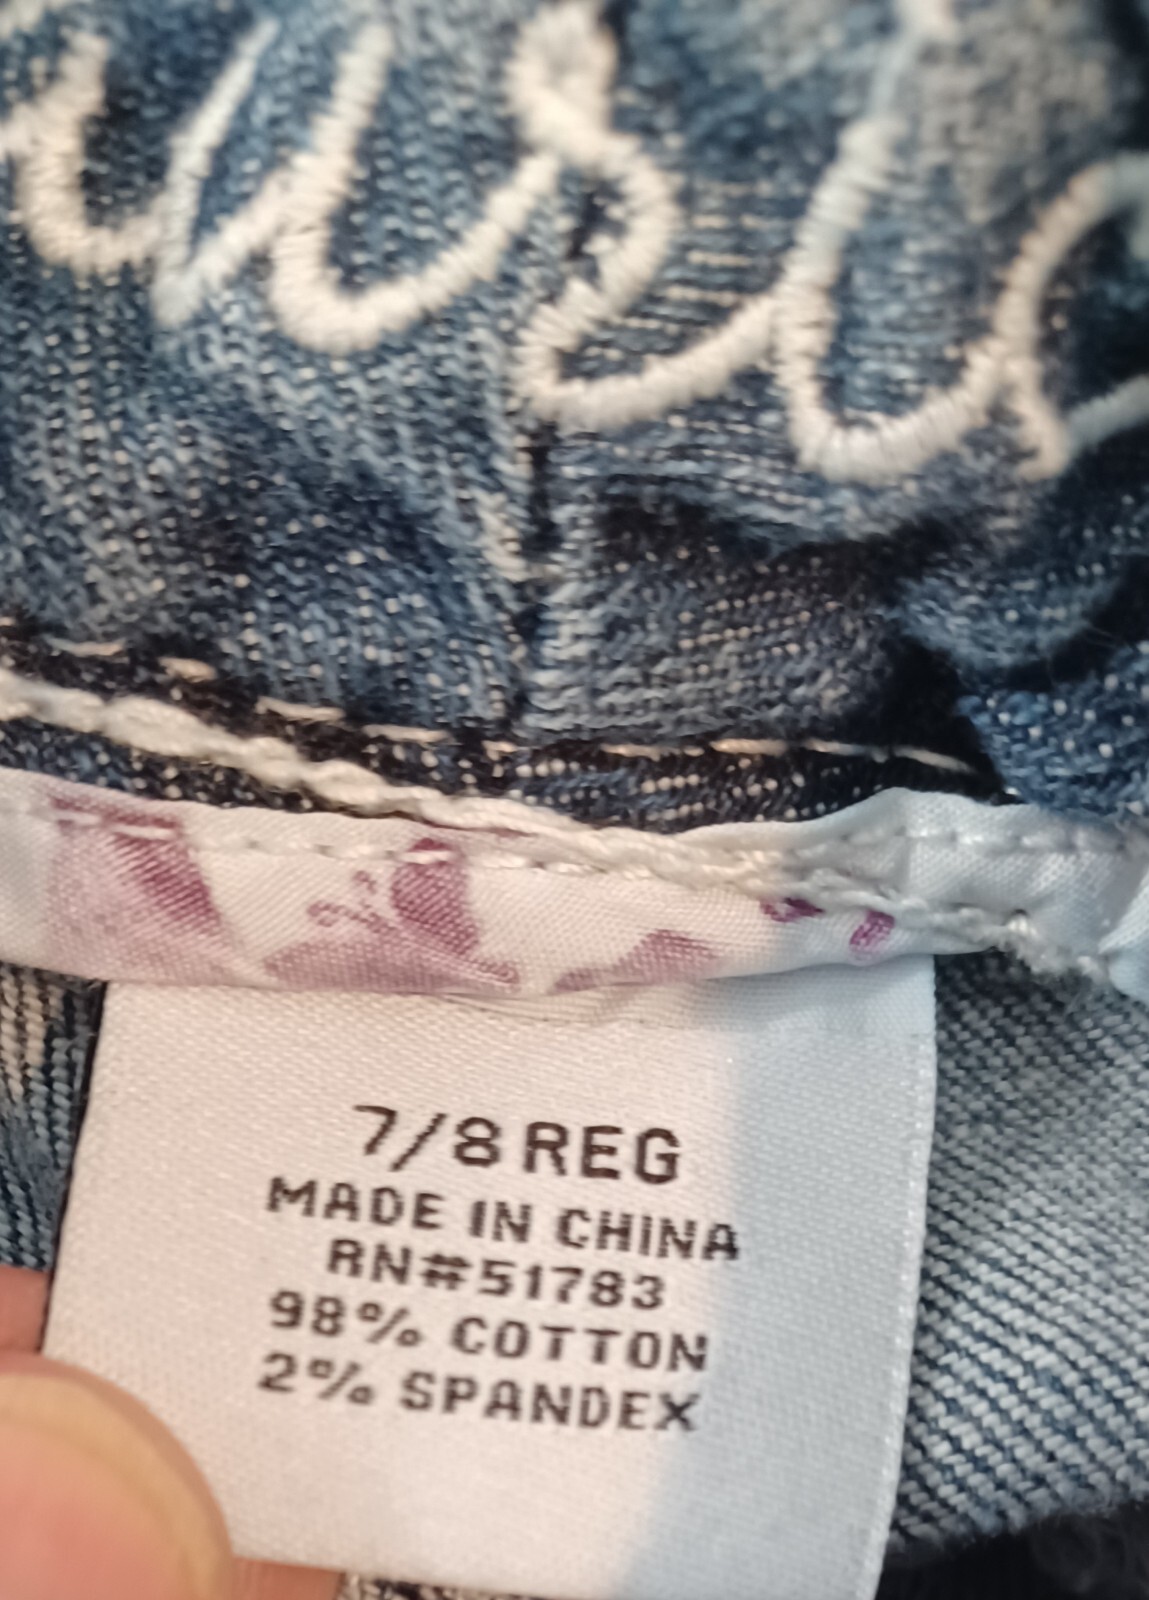 7/8 REG
MADE IN CHINA
RN#51783
98% COTTON
2% SPANDEX